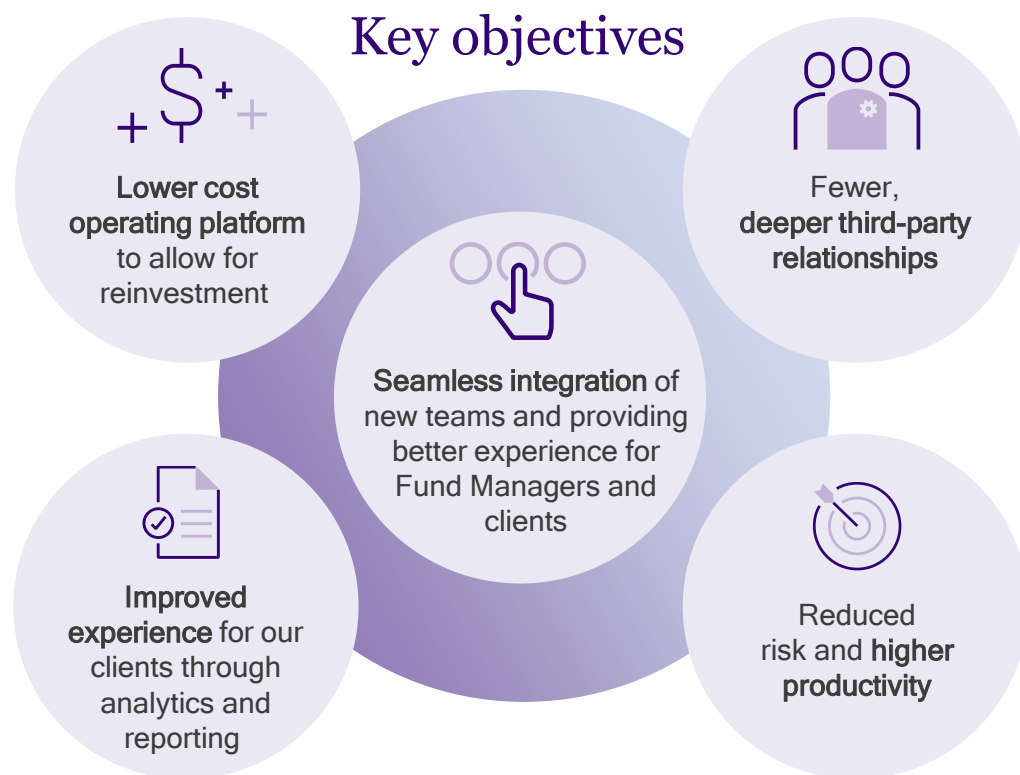 Key objectives
Lower cost
operating platform
to allow for
reinvestment
Fewer,
deeper third-party
relationships
Seamless integration of
new teams and providing
better experience for
Fund Managers and
clients
Improved
experience for our
clients through
analytics and
reporting
Reduced
risk and higher
productivity